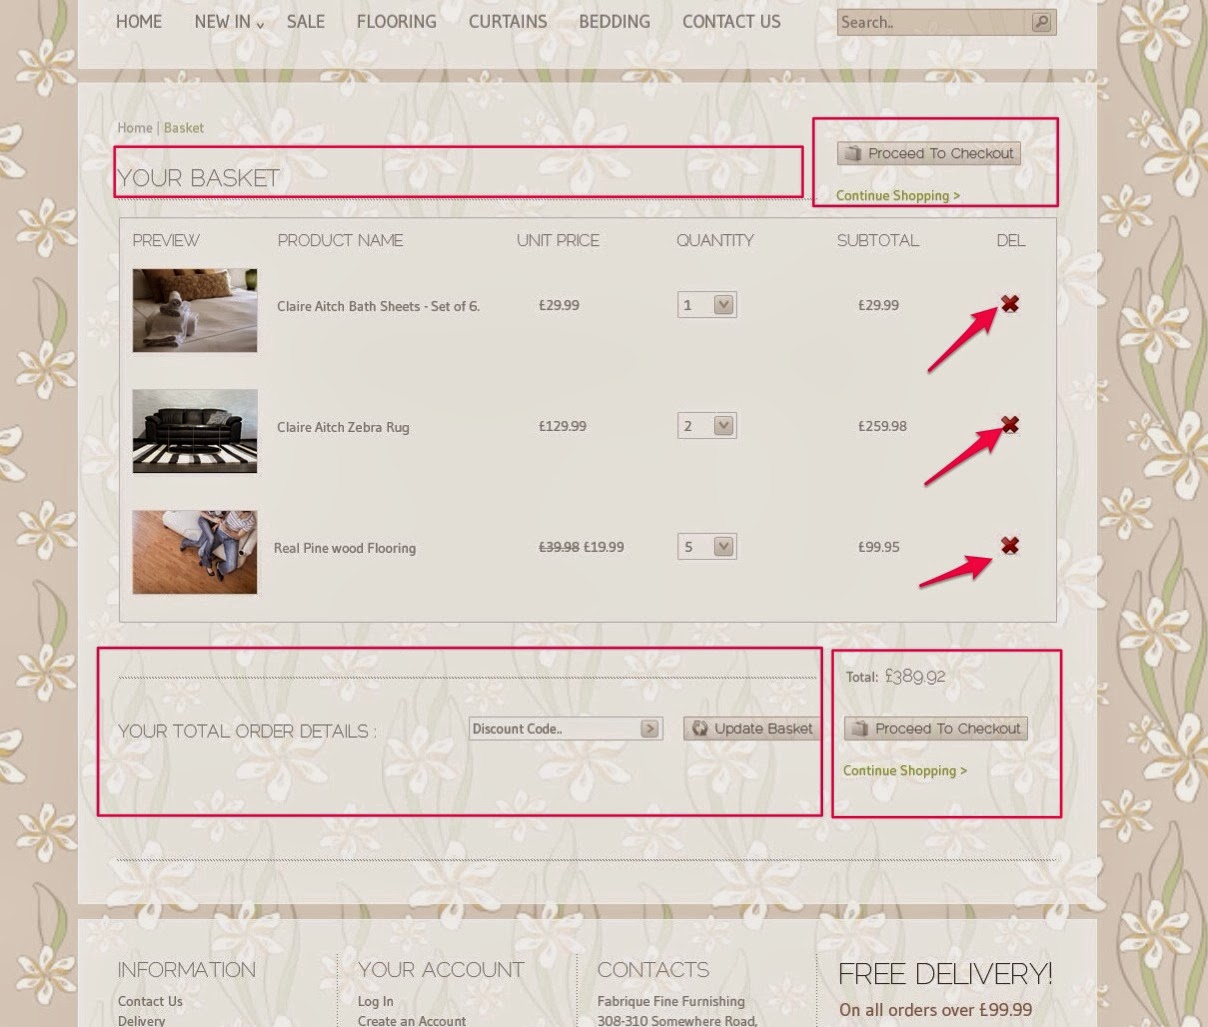 HOME NEW IN SALE FLOORING CURTAINS BEDDING CONTACT US Search..
Home | Basket
Proceed To Checkout
YOUR BASKET
Continue Shopping >
PREVIEW PRODUCT NAME UNIT PRICE QUANTITY SUBTOTAL DEL
Claire Aitch Bath Sheets - Set of 6. £29.99 1 £29.99
Claire Aitch Zebra Rug £129.99 2 £259.98
Real Pine wood Flooring £39.98 £19.99 5 £99.95
Total: £389.92
YOUR TOTAL ORDER DETAILS : Discount Code.. > Update Basket Proceed To Checkout
Continue Shopping >
INFORMATION YOUR ACCOUNT CONTACTS FREE DELIVERY!
Contact Us Log In Fabrique Fine Furnishing On all orders over £99.99
Delivery Create an Account 308-310 Somewhere Road,